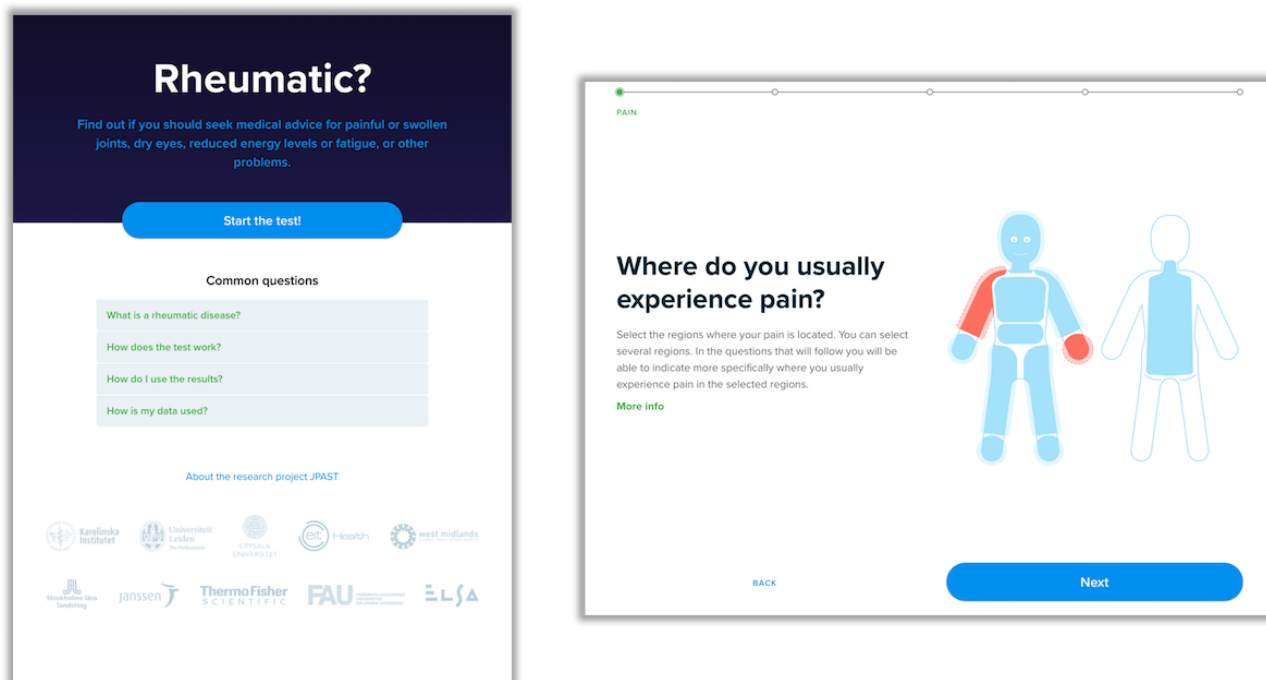 Rheumatic?
Find out if you should seek medical advice for painful or swollen
joints, dry eyes, reduced energy levels or fatigue, or other
problems.
Start the test!
Common questions
What is a rheumatic disease?
How does the test work?
How do I use the results?
How is my data used?
About the research project JPAST
Karolinska
Institutet
Universiteit
Leiden
The Netherlands
UPPSALA
UNIVERSITET
eit Health
west midlands
Stockholms läns
landsting
janssen
ThermoFisher
SCIENTIFIC
FAU
ELSA
PAIN
Where do you usually
experience pain?
Select the regions where your pain is located. You can select
several regions. In the questions that will follow you will be
able to indicate more specifically where you usually
experience pain in the selected regions.
More info
BACK
Next